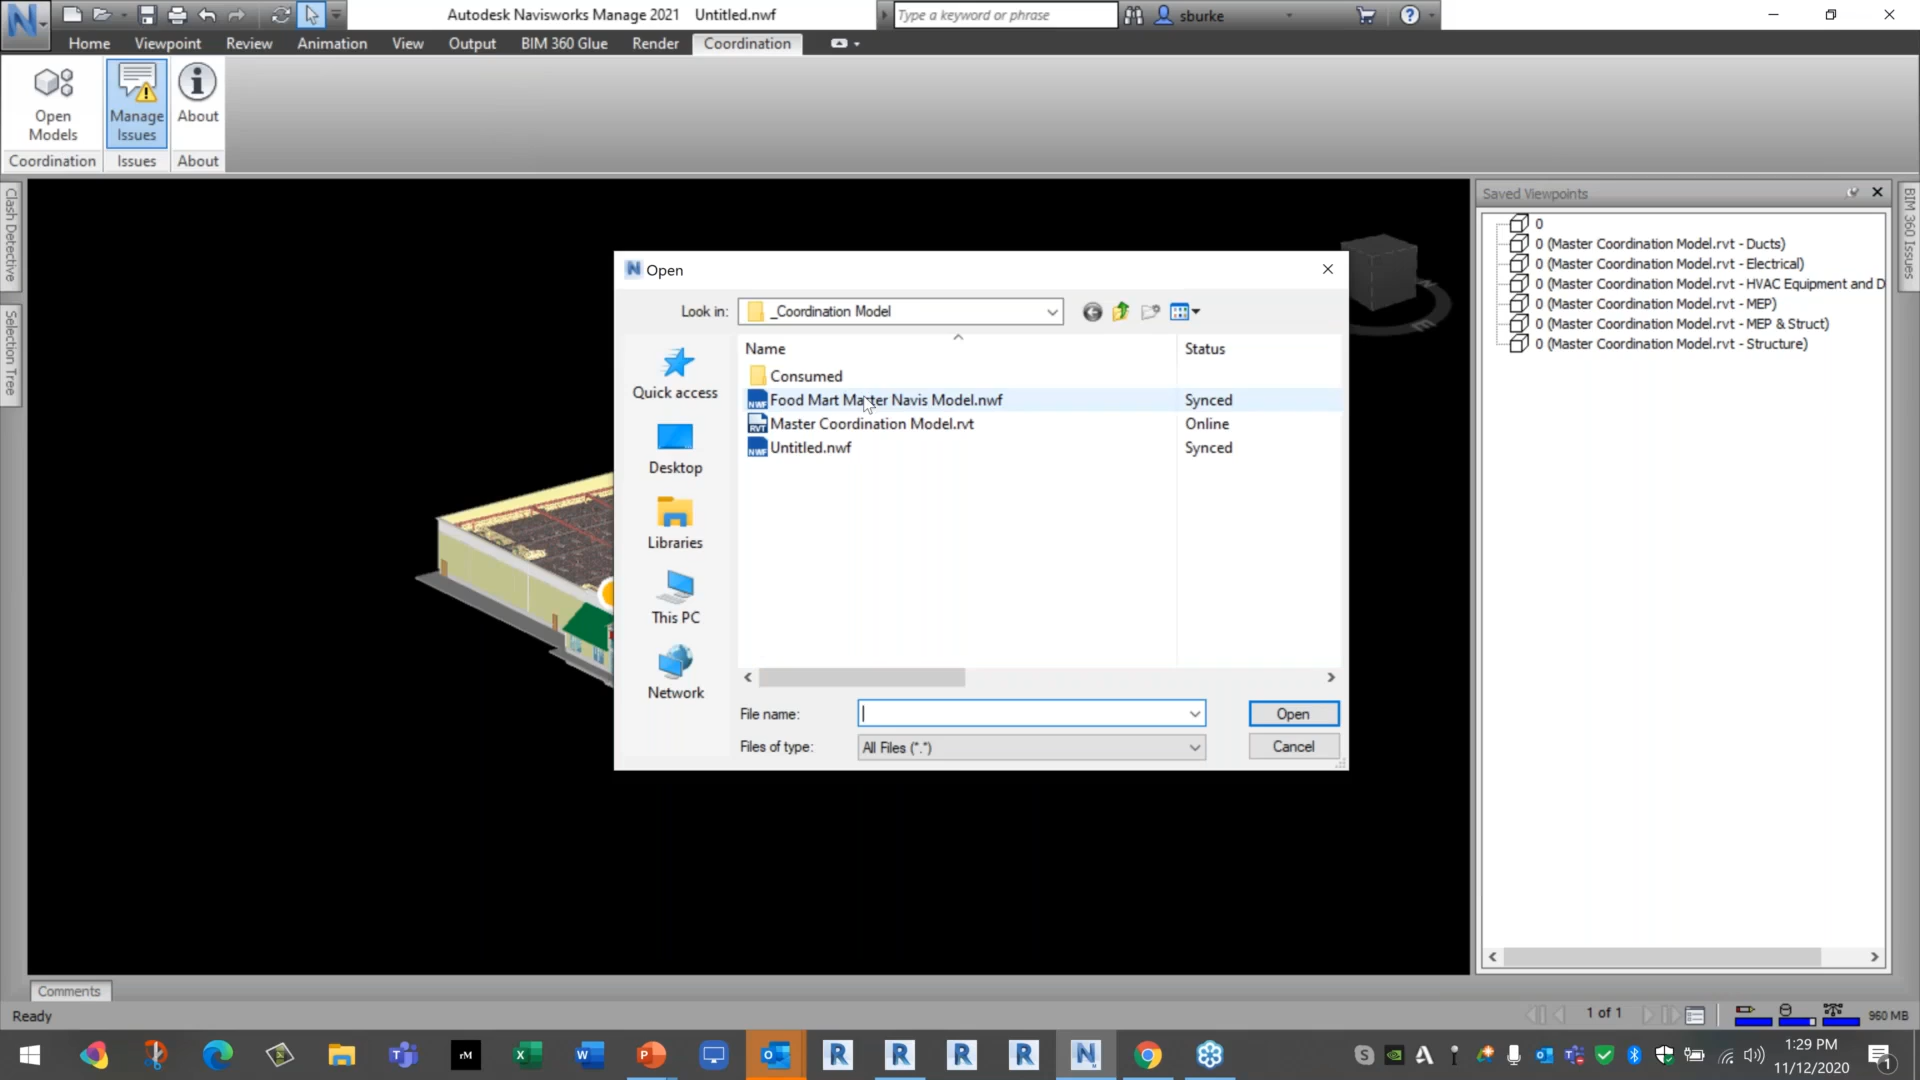 Autodesk Navisworks Manage 2021 Untitled.nwf
Type a keyword or phrase
sburke
Home Viewpoint Review Animation View Output BIM 360 Glue Render Coordination
Open Models
Manage Issues
About
Coordination Issues About
Clash Detective
Selection Tree
Open
Look in: _Coordination Model
Name Status
Consumed
Food Mart Master Navis Model.nwf Synced
Master Coordination Model.rvt Online
Untitled.nwf Synced
Quick access
Desktop
Libraries
This PC
Network
File name:
Open
Files of type: All Files (*.*)
Cancel
Saved Viewpoints
0
0 (Master Coordination Model.rvt - Ducts)
0 (Master Coordination Model.rvt - Electrical)
0 (Master Coordination Model.rvt - HVAC Equipment and D
0 (Master Coordination Model.rvt - MEP)
0 (Master Coordination Model.rvt - MEP & Struct)
0 (Master Coordination Model.rvt - Structure)
BIM 360 Issues
Comments
Ready
1 of 1
960 MB
1:29 PM
11/12/2020